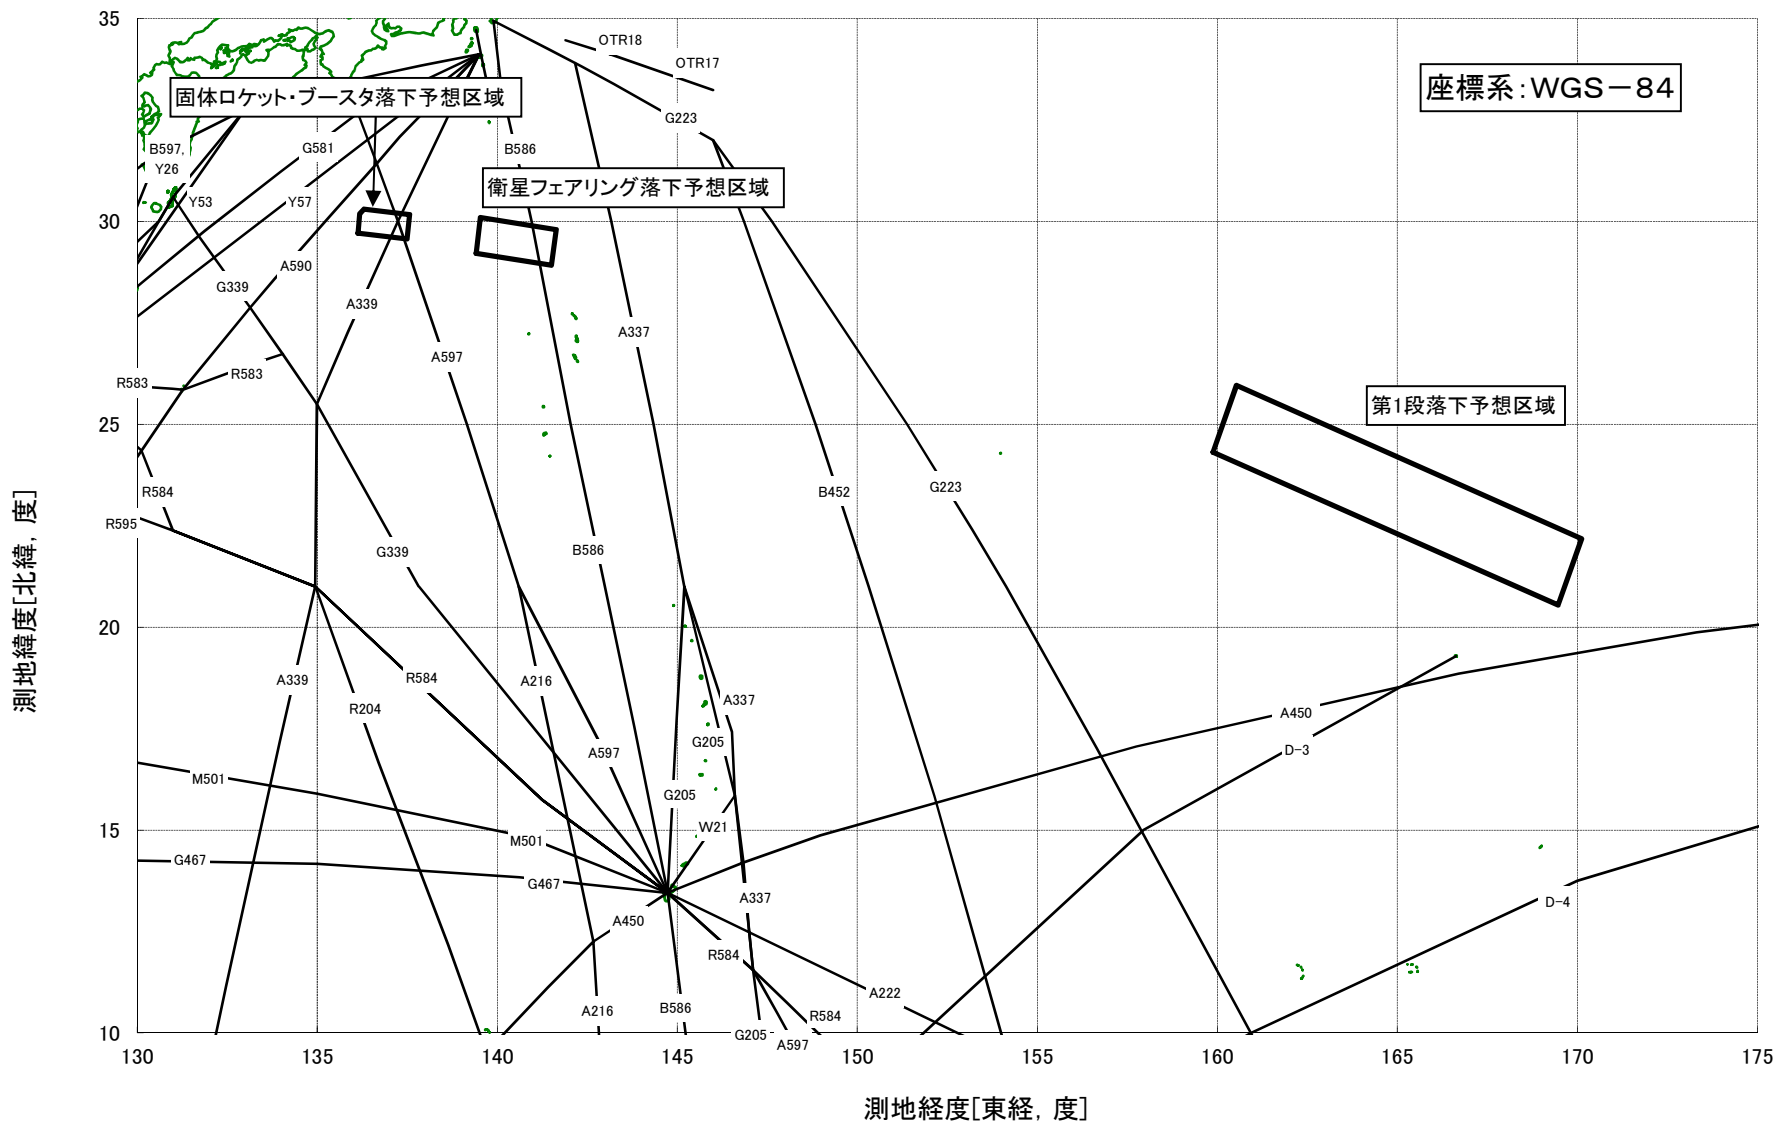 35
OTR18
OTR17
座標系:WGS-84
固体ロケット・ブースタ落下予想区域
G223
B597,
Y26
G581
B586
衛星フェアリング落下予想区域
Y53
Y57
30
A590
G339
A339
A337
A597
R583
R583
第1段落下予想区域
25
R584
B452
G223
R595
G339
B586
測地緯度[北緯, 度]
20
A339
R584
A216
R204
A337
A450
G205
A597
D-3
M501
G205
15
W21
M501
G467
G467
A337
D-4
A450
R584
A222
A216
B586
R584
10
G205
A597
130
135
140
145
150
155
160
165
170
175
測地経度[東経, 度]